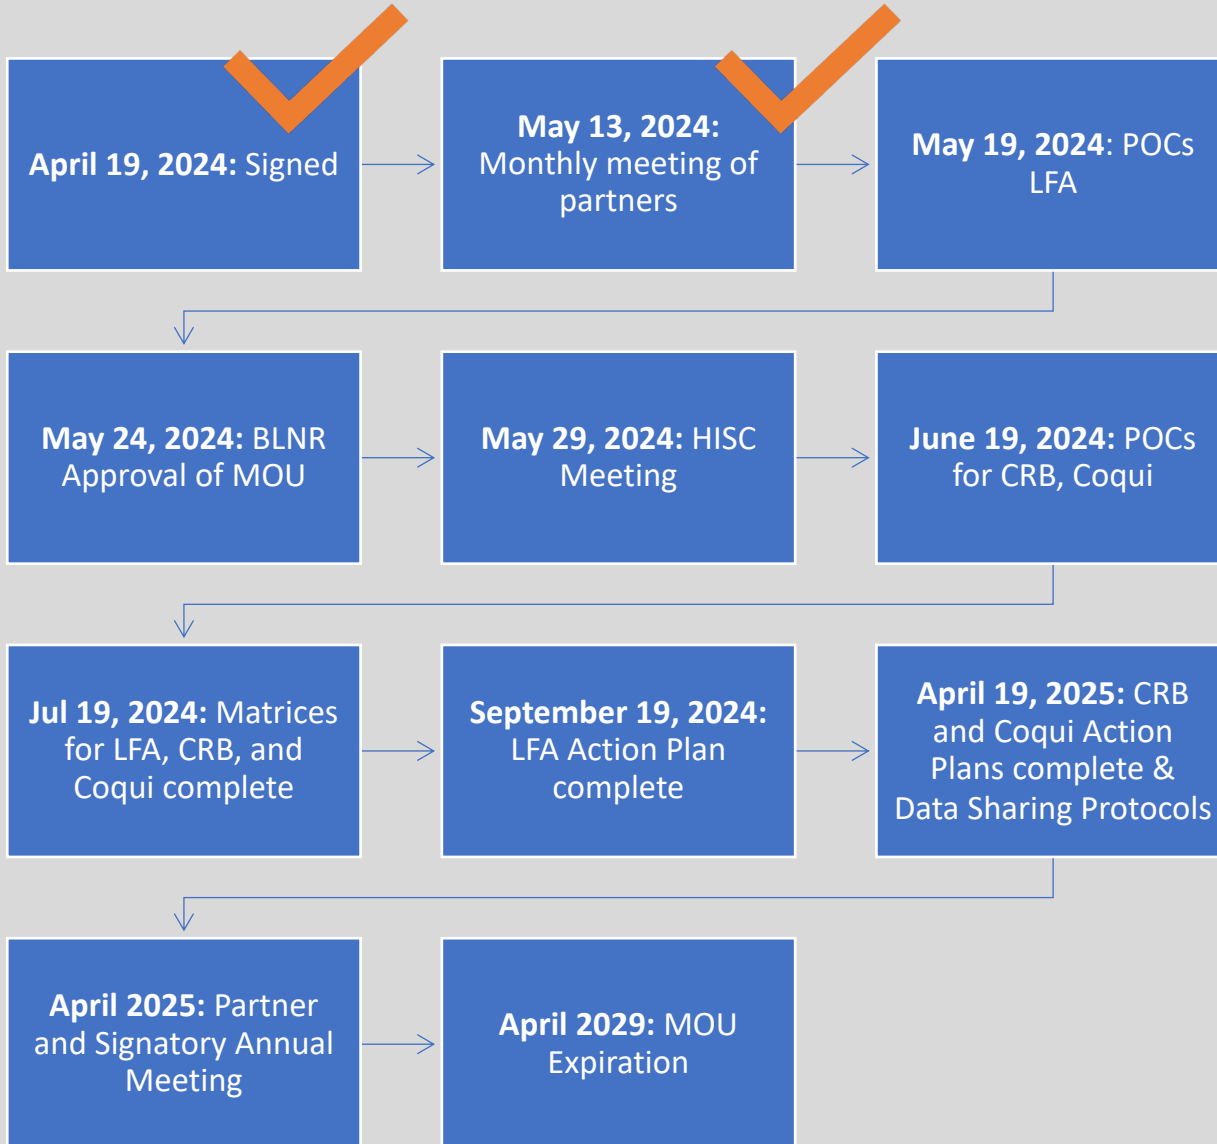 April 19, 2024: Signed
May 13, 2024:
Monthly meeting of
partners
May 19, 2024: POCs
LFA
May 24, 2024: BLNR
Approval of MOU
May 29, 2024: HISC
Meeting
June 19, 2024: POCs
for CRB, Coqui
Jul 19, 2024: Matrices
for LFA, CRB, and
Coqui complete
September 19, 2024:
LFA Action Plan
complete
April 19, 2025: CRB
and Coqui Action
Plans complete &
Data Sharing Protocols
April 2025: Partner
and Signatory Annual
Meeting
April 2029: MOU
Expiration